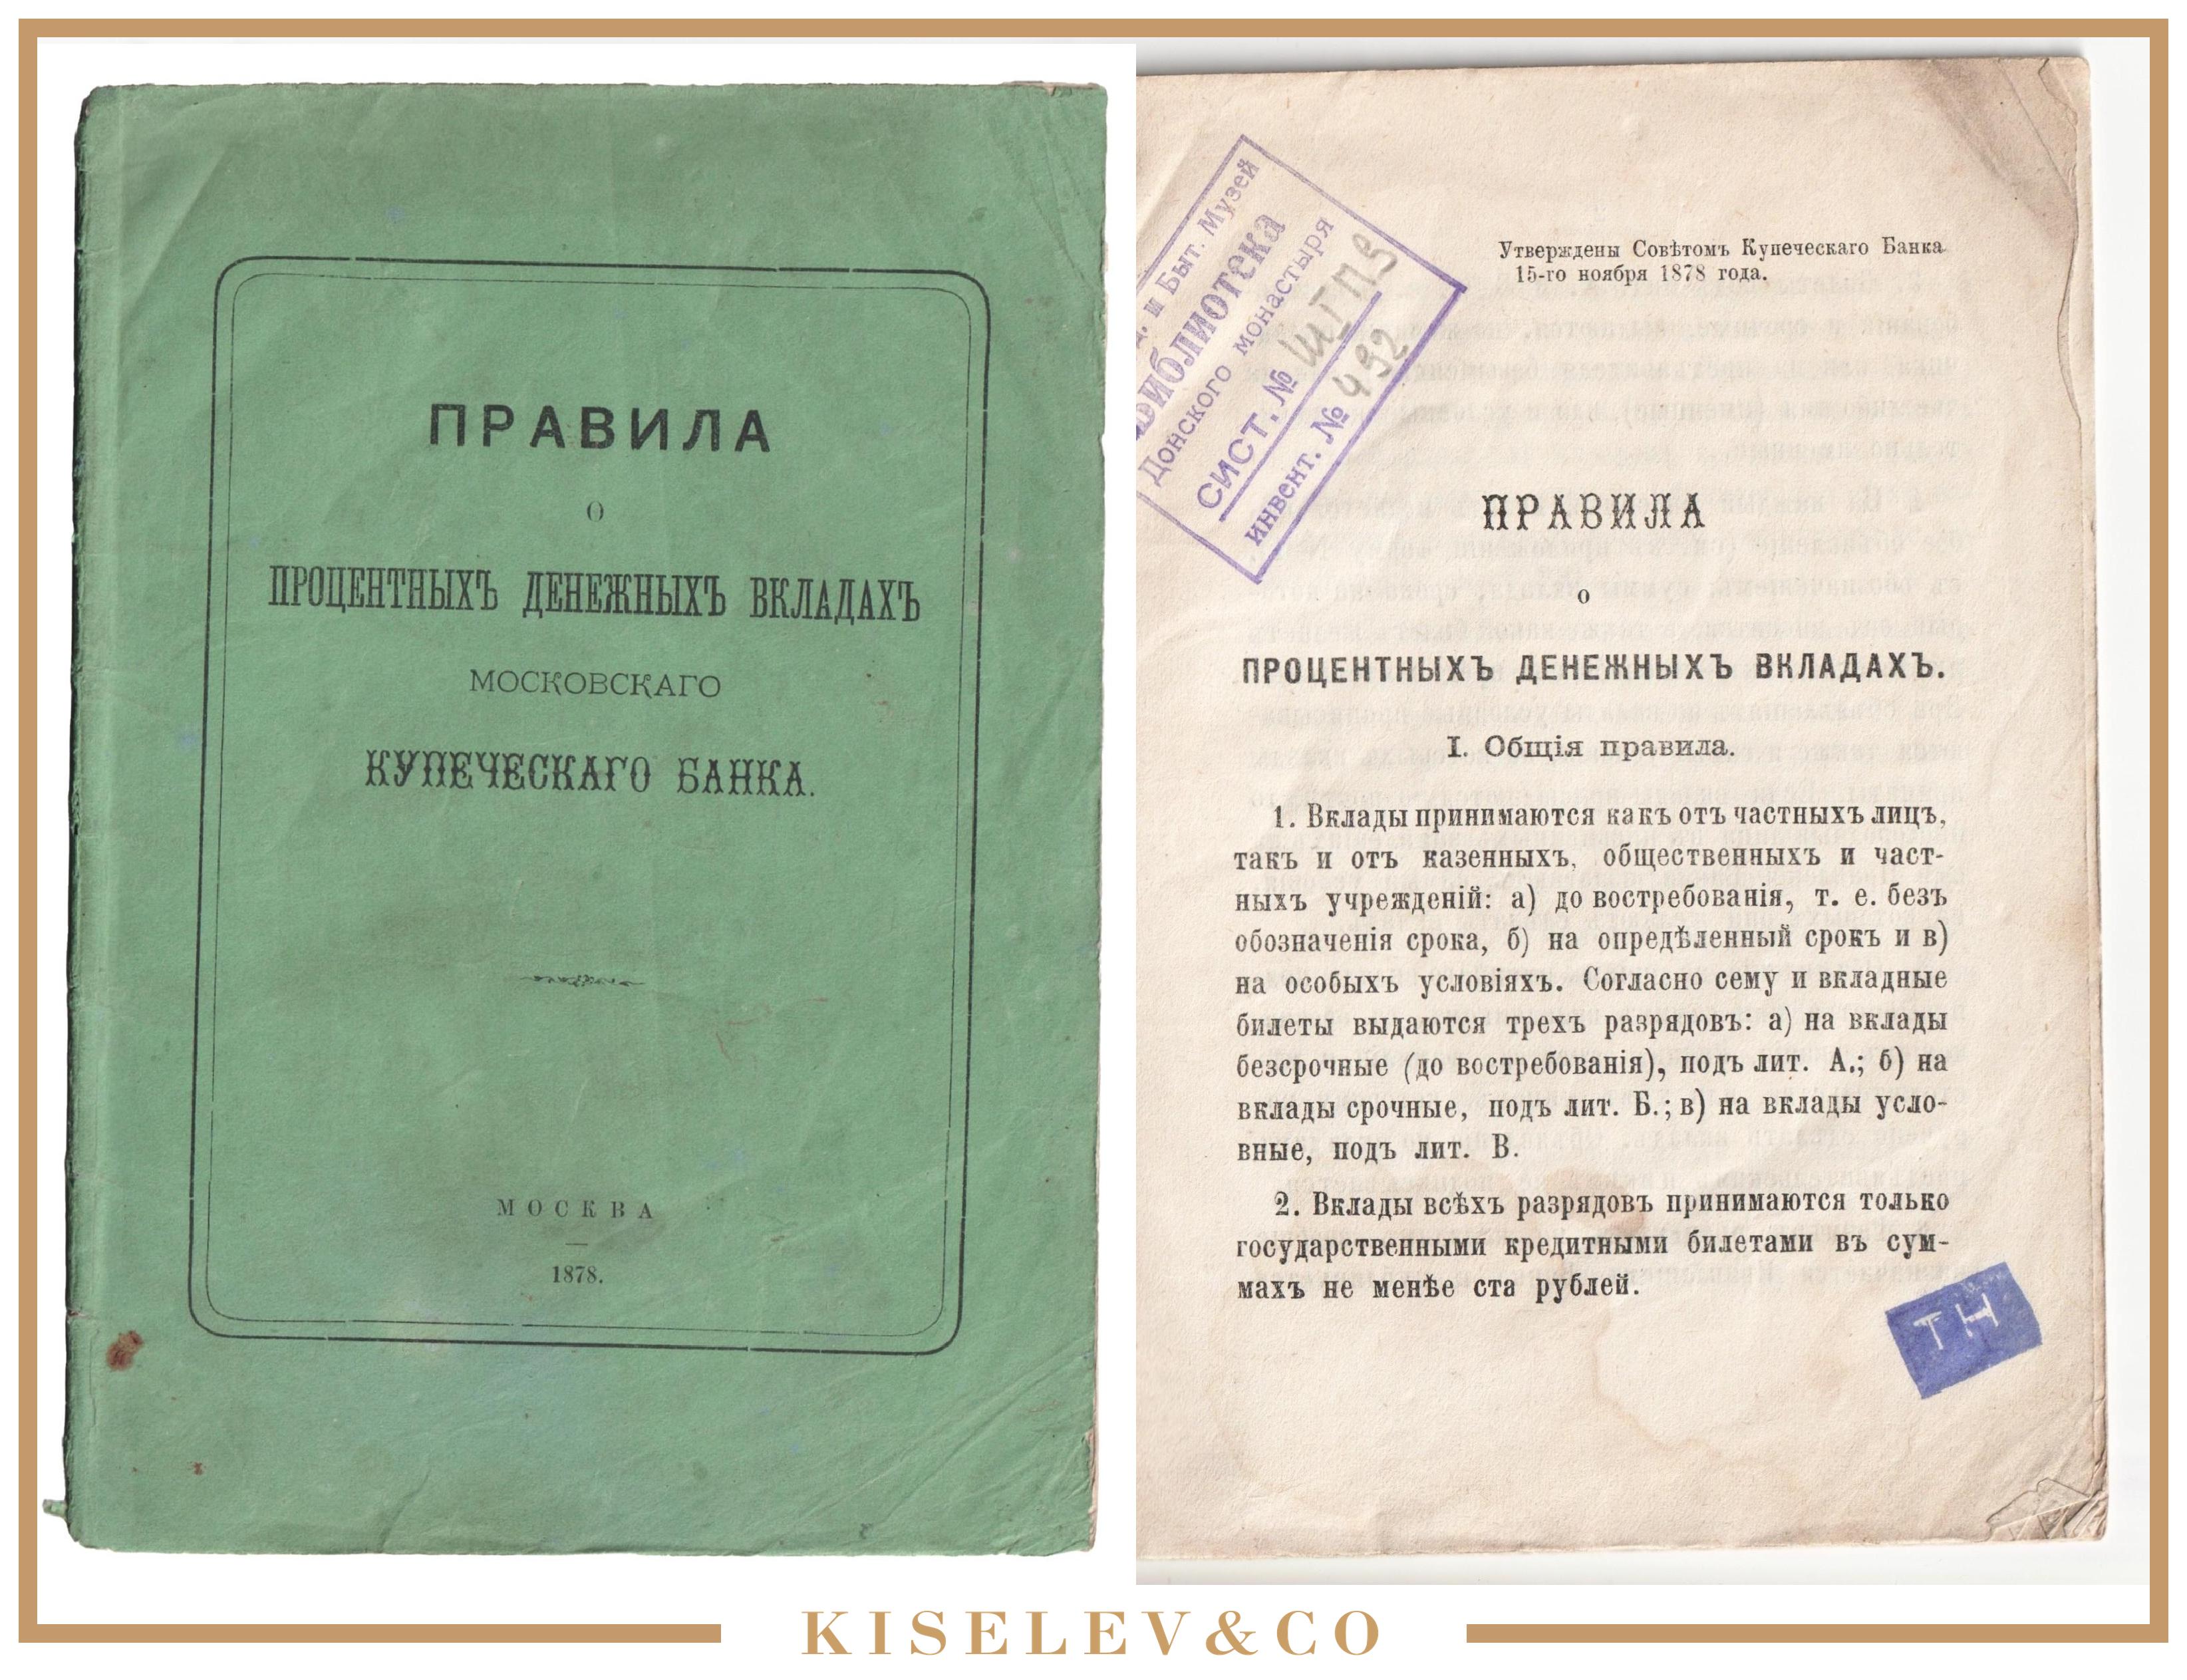 ПРАВИЛА
О
ПРОЦЕНТНЫХЪ ДЕНЕЖНЫХЪ ВКЛАДАХЪ
МОСКОВСКАГО
КУПЕЧЕСКАГО БАНКА.
МОСКВА
1878.
и Быт. Музей
БИБЛИОТЕКА
Донского монастыря
СИСТ. №
инвент. № 492
Утверждены Совѣтомъ Купеческаго Банка
15-го ноября 1878 года.
ПРАВИЛА
о
ПРОЦЕНТНЫХЪ ДЕНЕЖНЫХЪ ВКЛАДАХЪ.
I. Общія правила.
1. Вклады принимаются какъ отъ частныхъ лицъ,
такъ и отъ казенныхъ, общественныхъ и част-
ныхъ учрежденій: а) до востребованія, т. е. безъ
обозначенія срока, б) на опредѣленный срокъ и в)
на особыхъ условіяхъ. Согласно сему и вкладные
билеты выдаются трехъ разрядовъ: а) на вклады
безсрочные (до востребованія), подъ лит. А.; б) на
вклады срочные, подъ лит. Б.; в) на вклады усло-
вные, подъ лит. В.
2. Вклады всѣхъ разрядовъ принимаются только
государственными кредитными билетами въ сум-
махъ не менѣе ста рублей.
ТН
KISELEV&CO